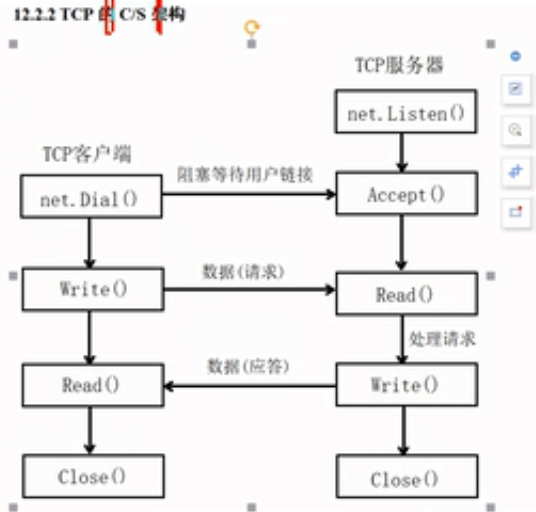 12.2.2 TCP 的 C/S 架构
TCP服务器
net.Listen()
TCP客户端
net.Dial()
阻塞等待用户链接
Accept()
Write()
数据(请求)
Read()
处理请求
Read()
数据(应答)
Write()
Close()
Close()